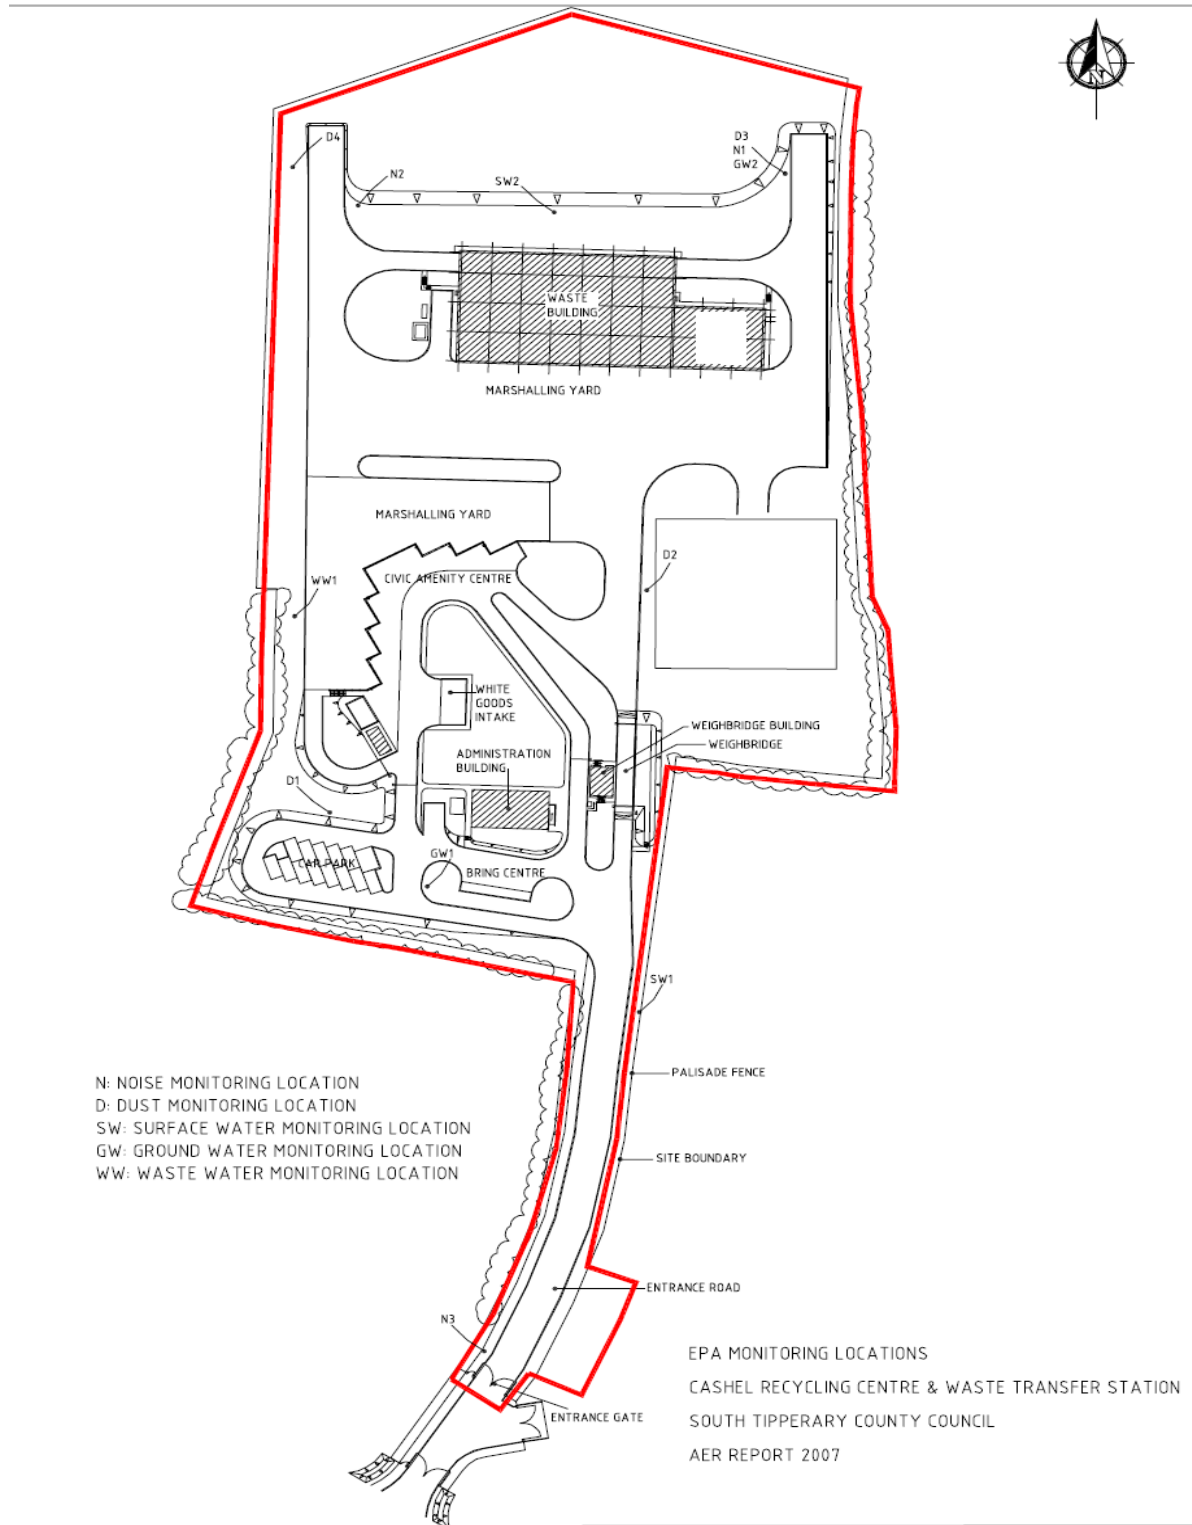 N
D4
D3
N1
GW2
N2
SW2
WASTE
BUILDING
MARSHALLING YARD
MARSHALLING YARD
D2
WW1
CIVIC AMENITY CENTRE
WHITE
GOODS
INTAKE
WEIGHBRIDGE BUILDING
WEIGHBRIDGE
ADMINISTRATION
BUILDING
D1
GW1
CAR PARK
BRING CENTRE
SW1
PALISADE FENCE
N: NOISE MONITORING LOCATION
D: DUST MONITORING LOCATION
SW: SURFACE WATER MONITORING LOCATION
GW: GROUND WATER MONITORING LOCATION
WW: WASTE WATER MONITORING LOCATION
SITE BOUNDARY
ENTRANCE ROAD
N3
ENTRANCE GATE
EPA MONITORING LOCATIONS
CASHEL RECYCLING CENTRE & WASTE TRANSFER STATION
SOUTH TIPPERARY COUNTY COUNCIL
AER REPORT 2007